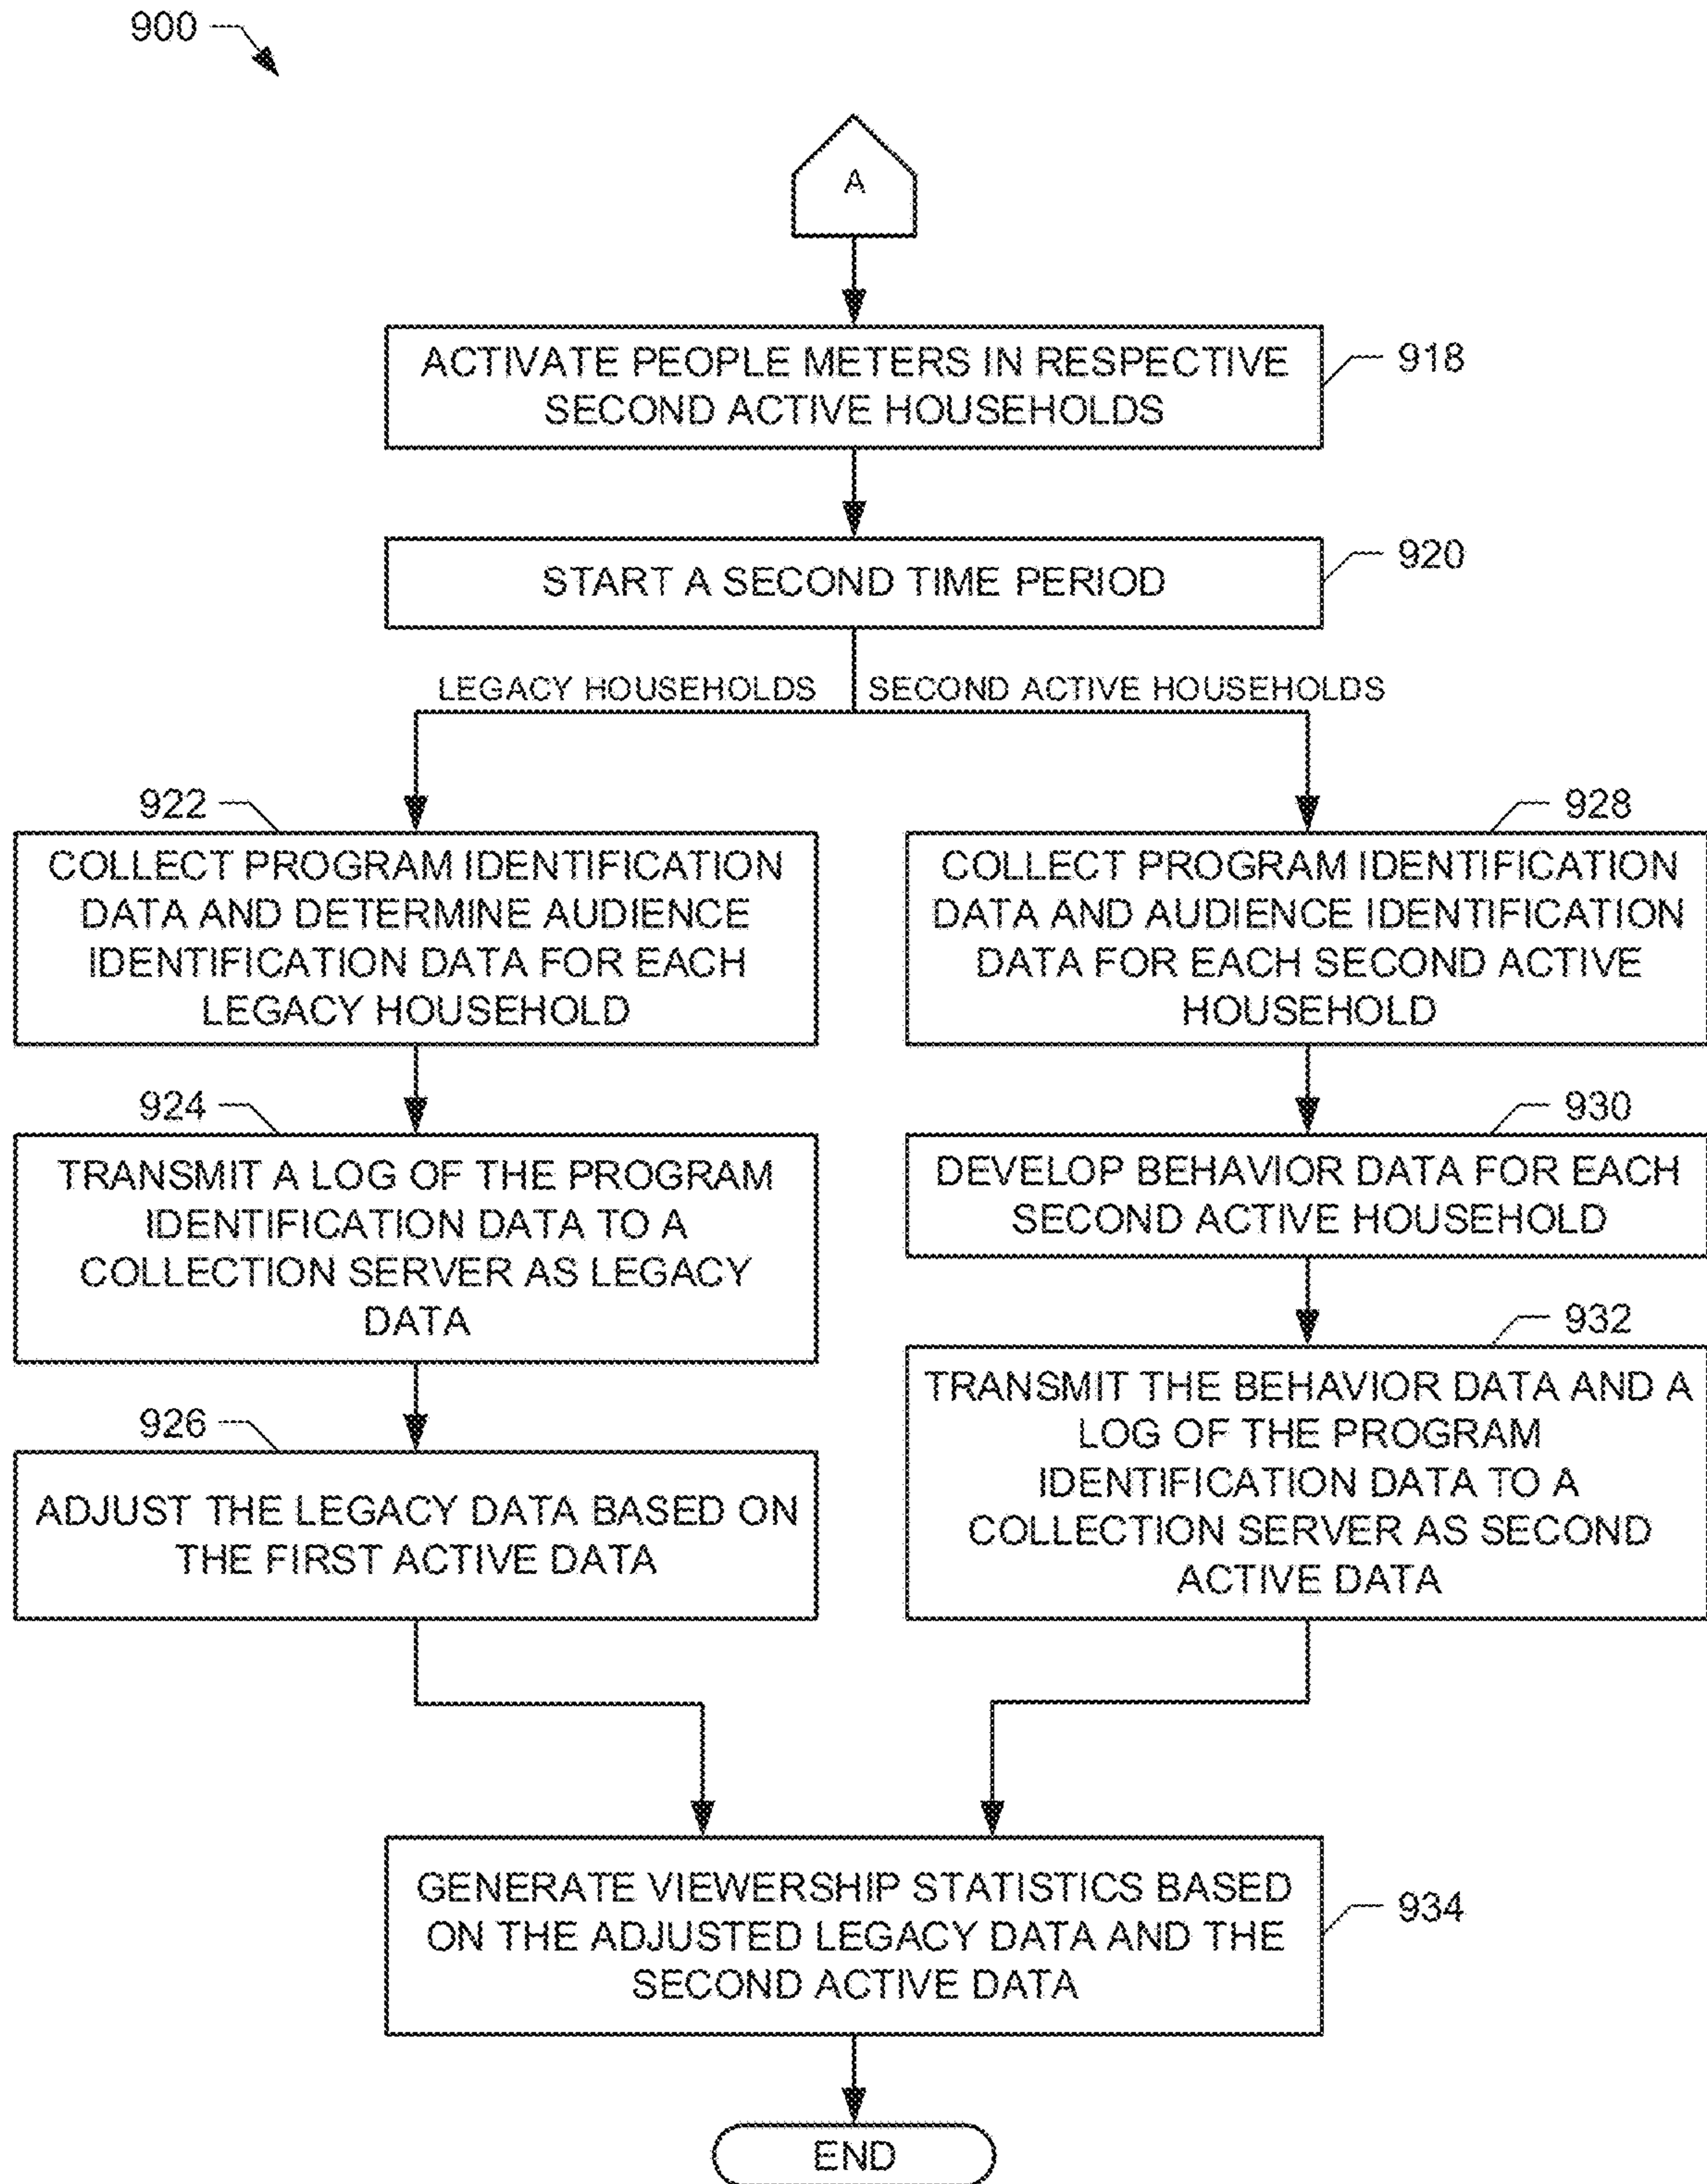 900
A
ACTIVATE PEOPLE METERS IN RESPECTIVE
SECOND ACTIVE HOUSEHOLDS
918
START A SECOND TIME PERIOD
920
LEGACY HOUSEHOLDS
SECOND ACTIVE HOUSEHOLDS
922
COLLECT PROGRAM IDENTIFICATION
DATA AND DETERMINE AUDIENCE
IDENTIFICATION DATA FOR EACH
LEGACY HOUSEHOLD
924
TRANSMIT A LOG OF THE PROGRAM
IDENTIFICATION DATA TO A
COLLECTION SERVER AS LEGACY
DATA
926
ADJUST THE LEGACY DATA BASED ON
THE FIRST ACTIVE DATA
928
COLLECT PROGRAM IDENTIFICATION
DATA AND AUDIENCE IDENTIFICATION
DATA FOR EACH SECOND ACTIVE
HOUSEHOLD
930
DEVELOP BEHAVIOR DATA FOR EACH
SECOND ACTIVE HOUSEHOLD
932
TRANSMIT THE BEHAVIOR DATA AND A
LOG OF THE PROGRAM
IDENTIFICATION DATA TO A
COLLECTION SERVER AS SECOND
ACTIVE DATA
GENERATE VIEWERSHIP STATISTICS BASED
ON THE ADJUSTED LEGACY DATA AND THE
SECOND ACTIVE DATA
934
END